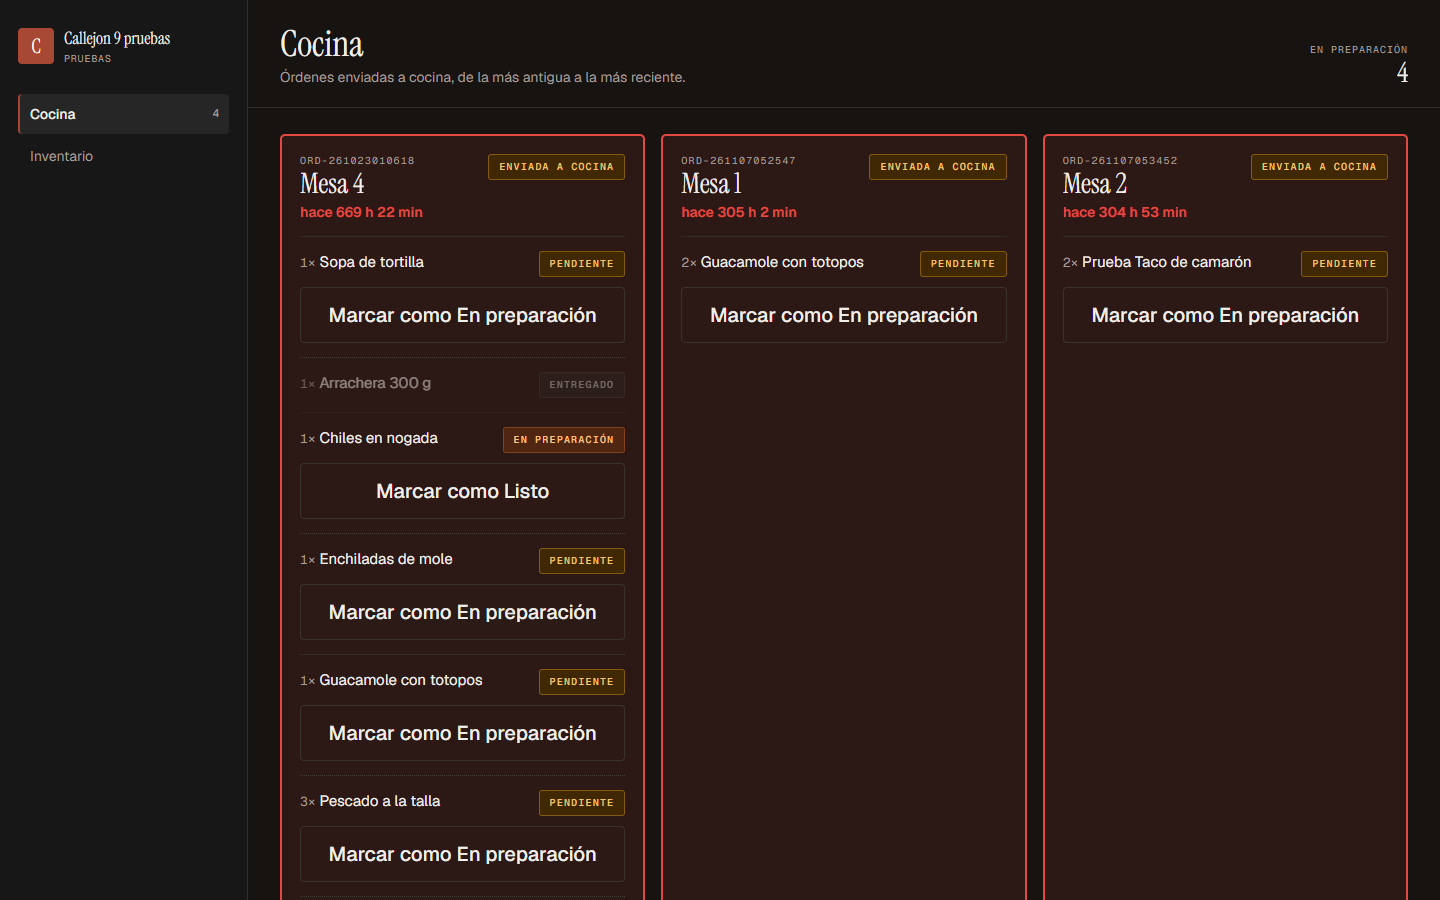 C
Callejon 9 pruebas
PRUEBAS
Cocina 4
Inventario
Cocina
Órdenes enviadas a cocina, de la más antigua a la más reciente.
EN PREPARACIÓN
4
ORD-261023010618
Mesa 4
ENVIADA A COCINA
hace 669 h 22 min
1× Sopa de tortilla PENDIENTE
Marcar como En preparación
1× Arrachera 300 g ENTREGADO
1× Chiles en nogada EN PREPARACIÓN
Marcar como Listo
1× Enchiladas de mole PENDIENTE
Marcar como En preparación
1× Guacamole con totopos PENDIENTE
Marcar como En preparación
3× Pescado a la talla PENDIENTE
Marcar como En preparación
ORD-261107052547
Mesa 1
ENVIADA A COCINA
hace 305 h 2 min
2× Guacamole con totopos PENDIENTE
Marcar como En preparación
ORD-261107053452
Mesa 2
ENVIADA A COCINA
hace 304 h 53 min
2× Prueba Taco de camarón PENDIENTE
Marcar como En preparación